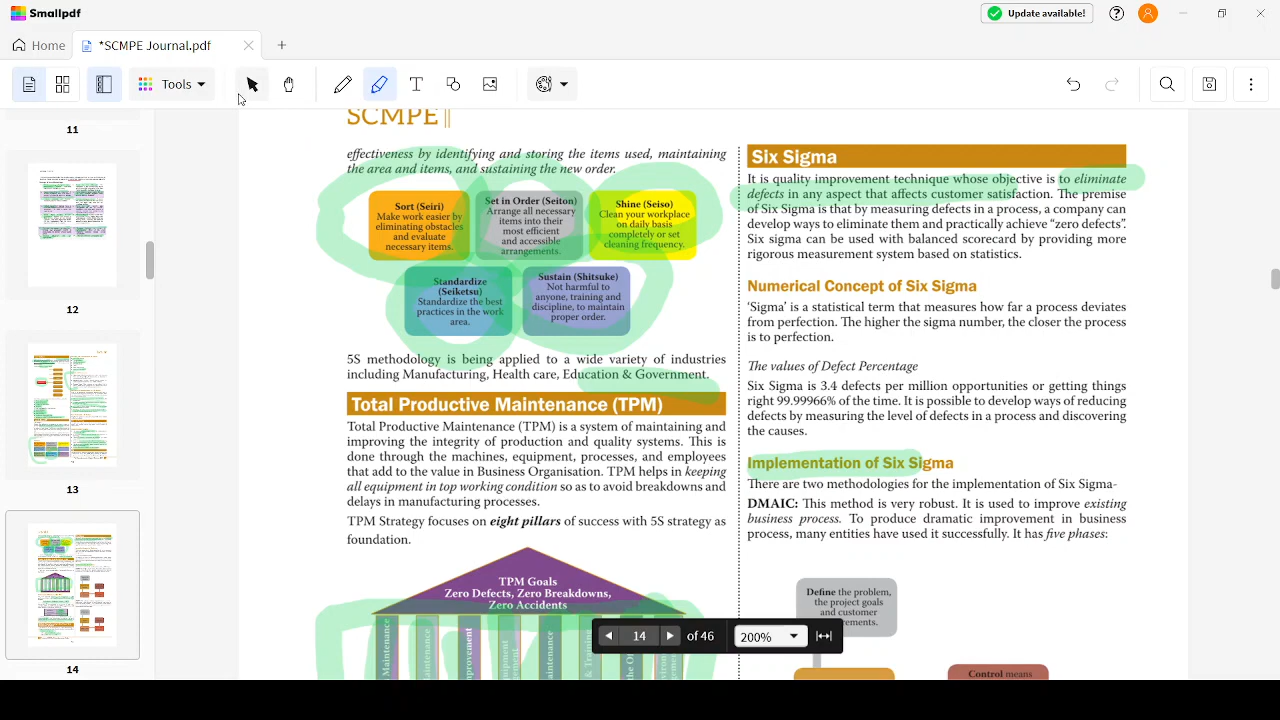 Smallpdf
Update available!
Home
*SCMPE Journal.pdf
Tools
11
12
13
14
SCMPE
effectiveness by identifying and storing the items used, maintaining
the area and items, and sustaining the new order.
Sort (Seiri)
Make work easier by
eliminating obstacles
and evaluate
necessary items.
Set in Order (Seiton)
Arrange all necessary
items into their
most efficient
and accessible
arrangements.
Shine (Seiso)
Clean your workplace
on daily basis
completely or set
cleaning frequency.
Standardize
(Seiketsu)
Standardize the best
practices in the work
area.
Sustain (Shitsuke)
Not harmful to
anyone, training and
discipline, to maintain
proper order.
5S methodology is being applied to a wide variety of industries
including Manufacturing, Health care, Education & Government.
Total Productive Maintenance (TPM)
Total Productive Maintenance (TPM) is a system of maintaining and
improving the integrity of production and quality systems. This is
done through the machines, equipment, processes, and employees
that add to the value in Business Organisation. TPM helps in keeping
all equipment in top working condition so as to avoid breakdowns and
delays in manufacturing processes.
TPM Strategy focuses on eight pillars of success with 5S strategy as
foundation.
TPM Goals
Zero Defects, Zero Breakdowns,
Zero Accidents
Maintenance
Six Sigma
It is quality improvement technique whose objective is to eliminate
defects in any aspect that affects customer satisfaction. The premise
of Six Sigma is that by measuring defects in a process, a company can
develop ways to eliminate them and practically achieve “zero defects”.
Six sigma can be used with balanced scorecard by providing more
rigorous measurement system based on statistics.
Numerical Concept of Six Sigma
‘Sigma’ is a statistical term that measures how far a process deviates
from perfection. The higher the sigma number, the closer the process
is to perfection.
The values of Defect Percentage
Six Sigma is 3.4 defects per million opportunities or getting things
right 99.99966% of the time. It is possible to develop ways of reducing
defects by measuring the level of defects in a process and discovering
the causes.
Implementation of Six Sigma
There are two methodologies for the implementation of Six Sigma-
DMAIC: This method is very robust. It is used to improve existing
business process. To produce dramatic improvement in business
process, many entities have used it successfully. It has five phases:
Define the problem,
the project goals
and customer
Control means
14 of 46
200%